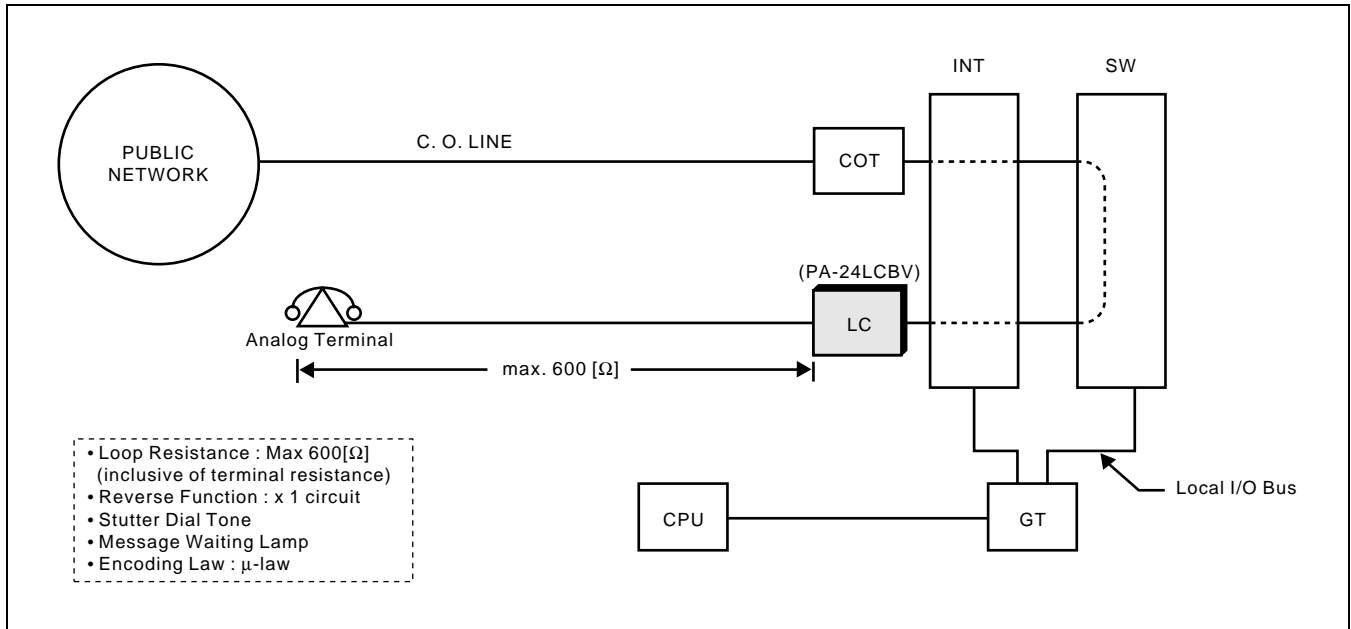 INT
SW
PUBLIC
NETWORK
C. O. LINE
COT
(PA-24LCBV)
LC
Analog Terminal
max. 600 [Ω]
• Loop Resistance : Max 600[Ω]
(inclusive of terminal resistance)
• Reverse Function : x 1 circuit
• Stutter Dial Tone
• Message Waiting Lamp
• Encoding Law : µ-law
CPU
GT
Local I/O Bus